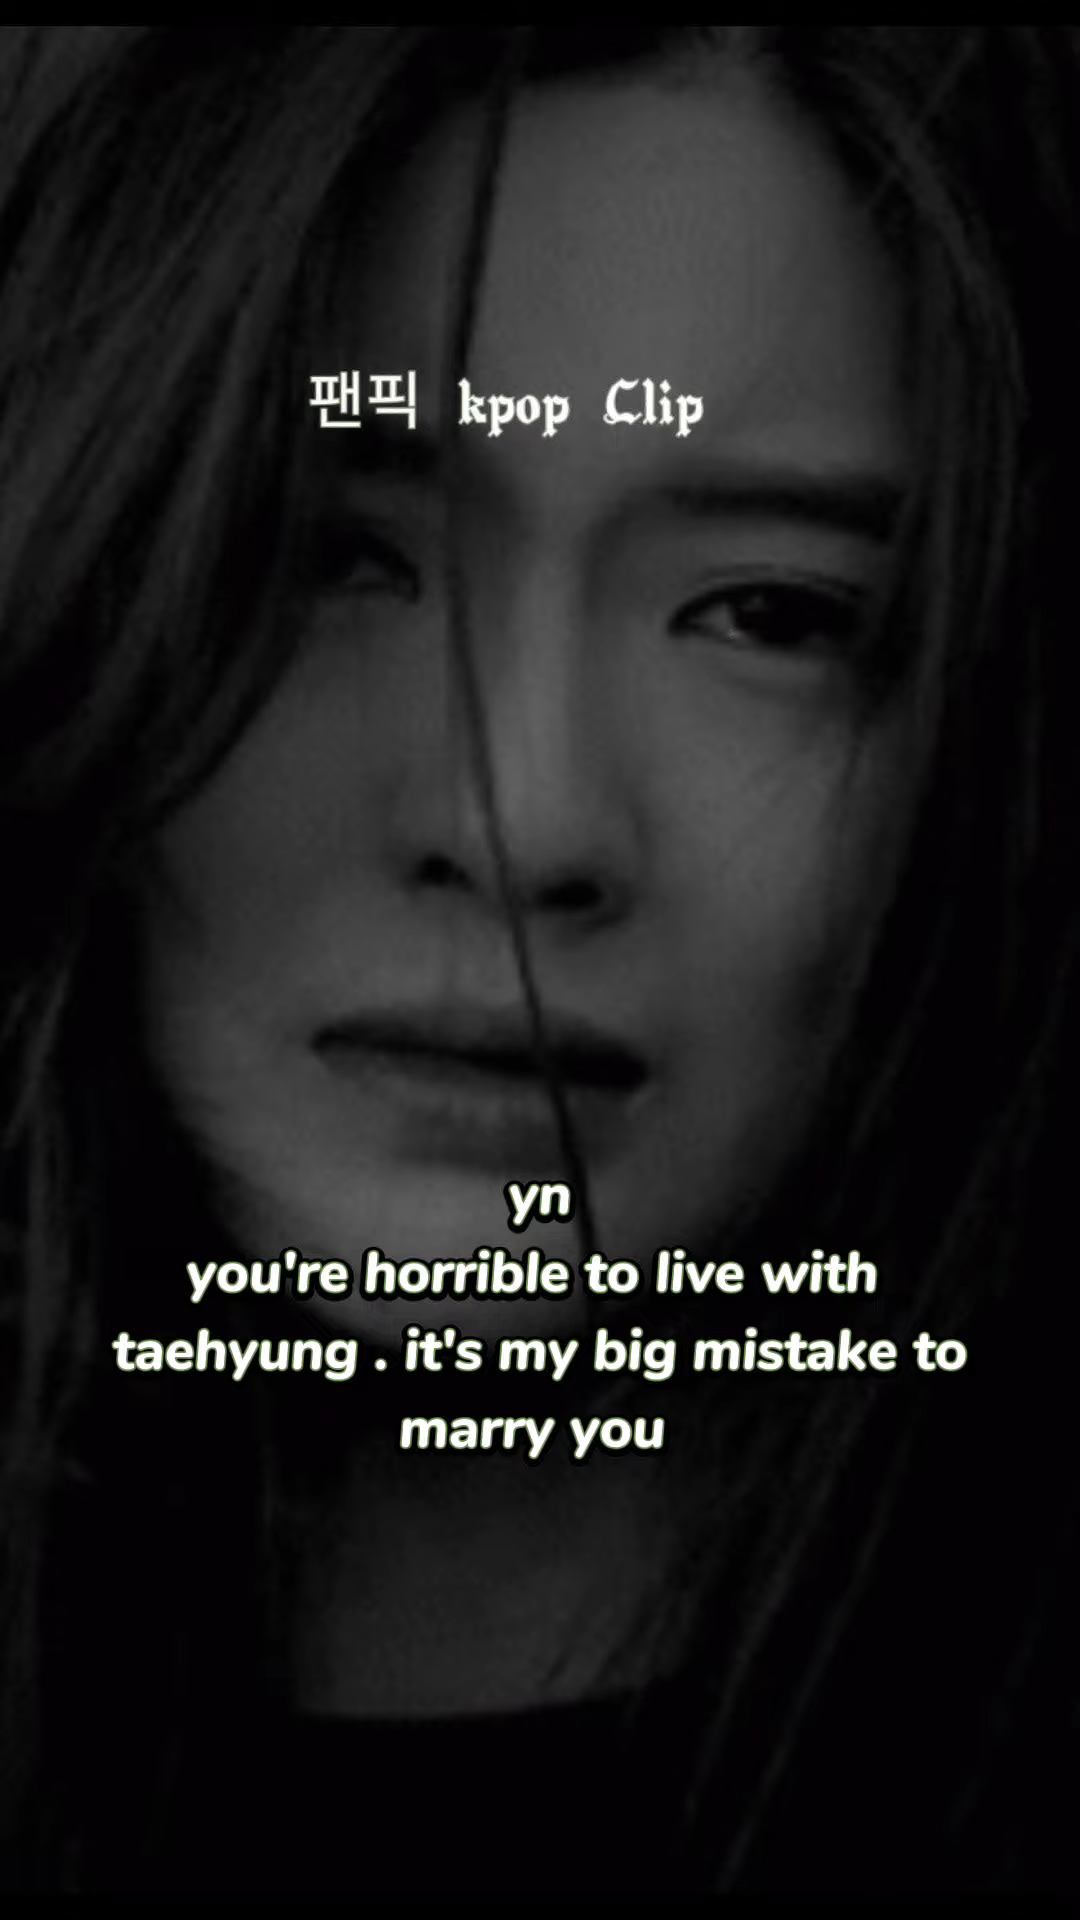 팬픽 kpop Clip
yn
you're horrible to live with
taehyung . it's my big mistake to
marry you